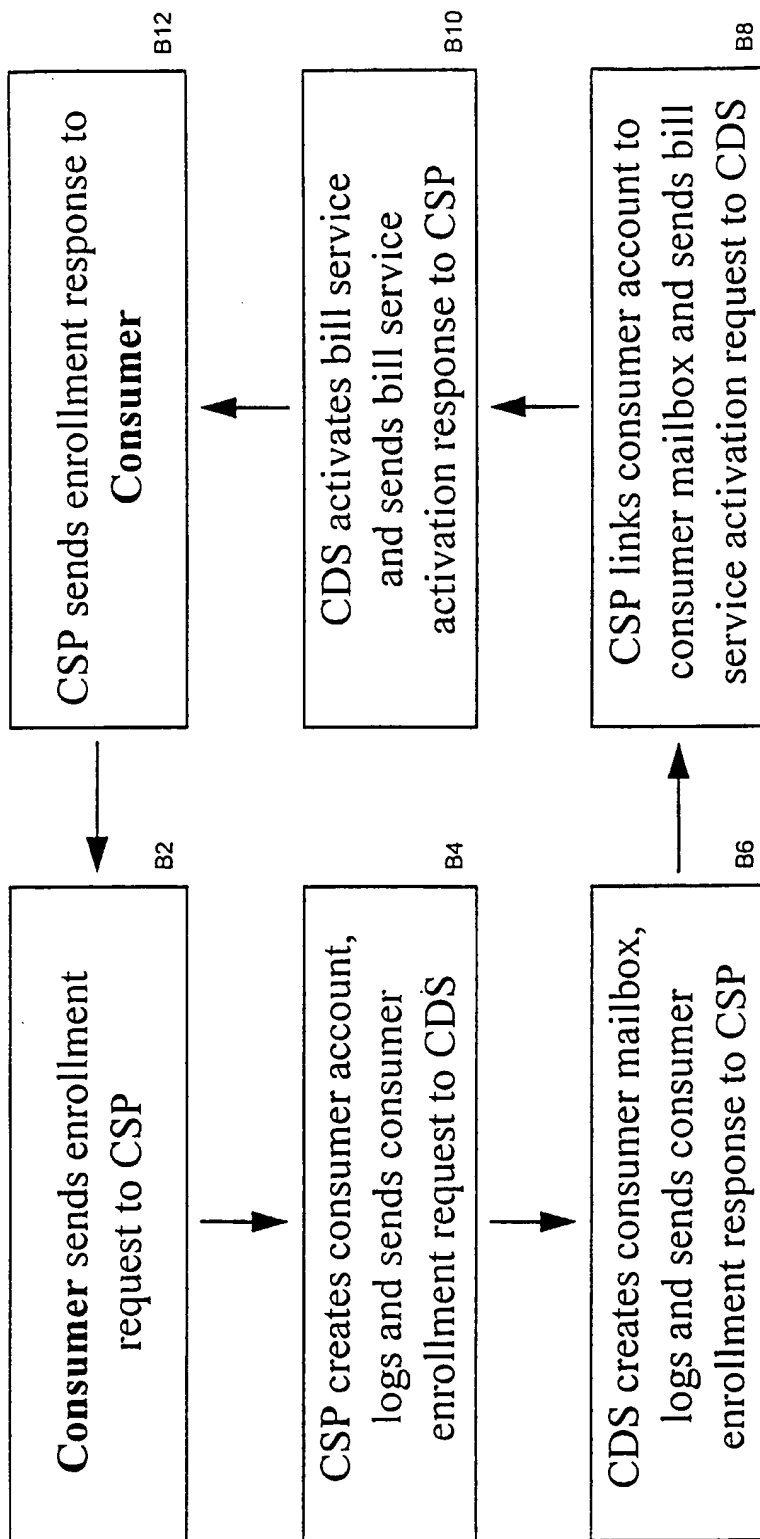 Consumer sends enrollment
request to CSP
B2
CSP creates consumer account,
logs and sends consumer
enrollment request to CDS
B4
CDS creates consumer mailbox,
logs and sends consumer
enrollment response to CSP
B6
CSP links consumer account to
consumer mailbox and sends bill
service activation request to CDS
B8
CDS activates bill service
and sends bill service
activation response to CSP
B10
CSP sends enrollment response to
Consumer
B12